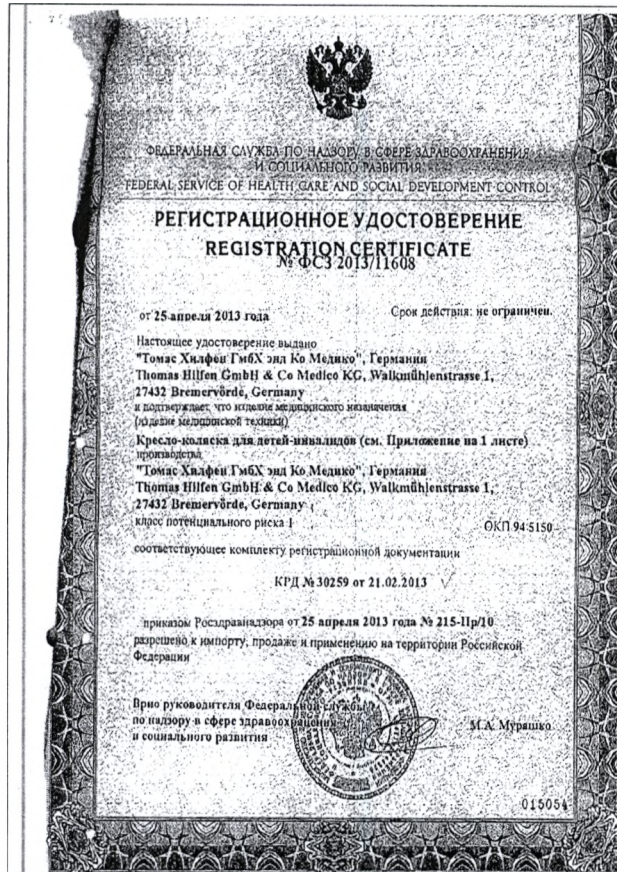 ФЕДЕРАЛЬНАЯ СЛУЖБА ПО НАДЗОРУ В СФЕРЕ ЗДРАВООХРАНЕНИЯ
И СОЦИАЛЬНОГО РАЗВИТИЯ
FEDERAL SERVICE OF HEALTH CARE AND SOCIAL DEVELOPMENT CONTROL
РЕГИСТРАЦИОННОЕ УДОСТОВЕРЕНИЕ
REGISTRATION CERTIFICATE
№ ФСЗ 2013/11608
от 25 апреля 2013 года Срок действия: не ограничен.
Настоящее удостоверение выдано
"Томас Хилфен ГмбХ энд Ко Медико", Германия
Thomas Hilfen GmbH & Co Medico KG, Walkmühlenstrasse 1,
27432 Bremervörde, Germany
и подтверждает, что изделие медицинского назначения
(изделие медицинской техники)
Кресло-коляска для детей-инвалидов (см. Приложение на 1 листе)
производства
"Томас Хилфен ГмбХ энд Ко Медико", Германия
Thomas Hilfen GmbH & Co Medico KG, Walkmühlenstrasse 1,
27432 Bremervörde, Germany
класс потенциального риска 1 ОКП 94 5150
соответствующее комплекту регистрационной документации
КРД № 30259 от 21.02.2013
приказом Росздравнадзора от 25 апреля 2013 года № 215-Пр/10
разрешено к импорту, продаже и применению на территории Российской
Федерации
Врио руководителя Федеральной службы
по надзору в сфере здравоохранения
и социального развития М.А. Мурашко
015054